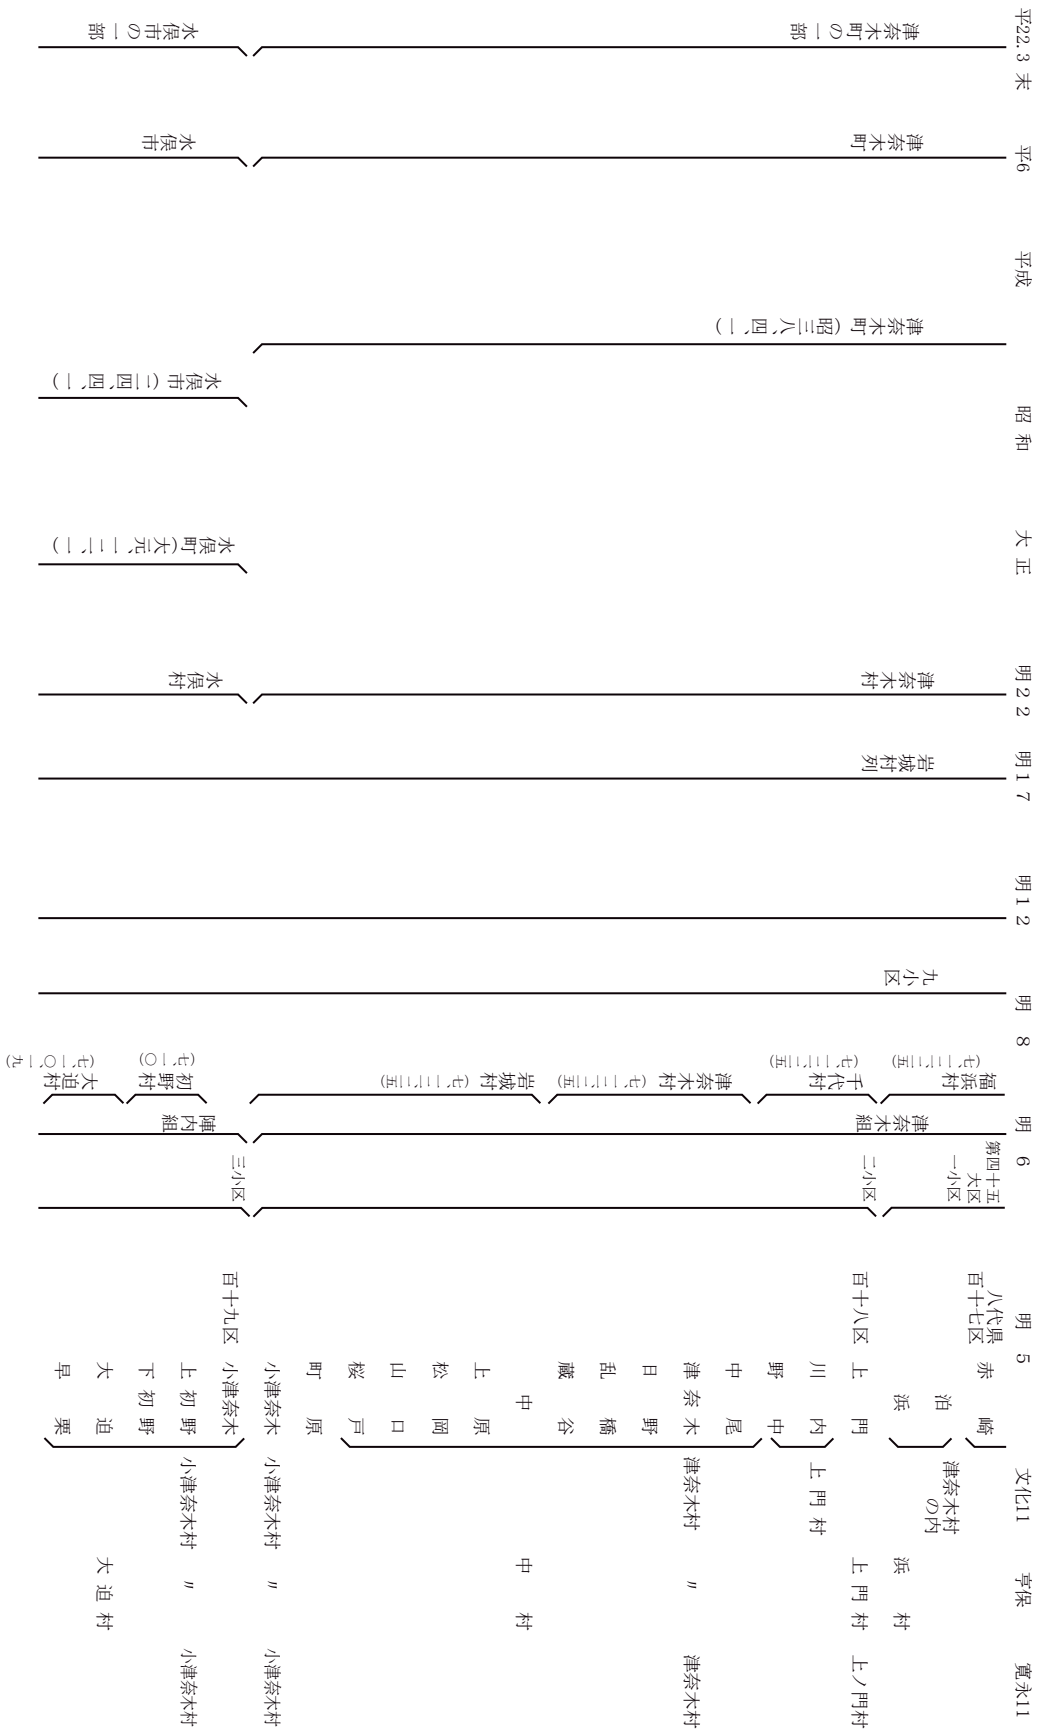 平22.3 末
津奈木町の一部
水俣市の一部
平6
津奈木町
水俣市
平成
津奈木町（昭三八、四、一）
水俣市（二四、四、一）
昭和
大正
水俣町（大元、一二、一）
明22
津奈木村
水俣村
明17
岩城村列
明12
明8
九小区
明6
福浜村
（七、一二、二五）
千代村
（七、一二、二五）
津奈木村（七、一二、二五）
岩城村（七、一二、二五）
初野村
（七、一〇）
大迫村
（七、一〇、一九）
津奈木組
陣内組
第四十五大区
一小区
二小区
三小区
明5
八代県
百十七区
百十八区
百十九区
赤崎
泊
浜
上門
川内
野中
中尾
津奈木
日野
乱橋
蔵谷
中
上原
松岡
山口
桜戸
町原
小津奈木
小津奈木
上初野
下初野
大迫
早栗
文化11
津奈木村の内
上門村
津奈木村
小津奈木村
小津奈木村
亨保
浜村
上門村
〃
中村
〃
〃
大迫村
寛永11
上ノ門村
津奈木村
小津奈木村
小津奈木村